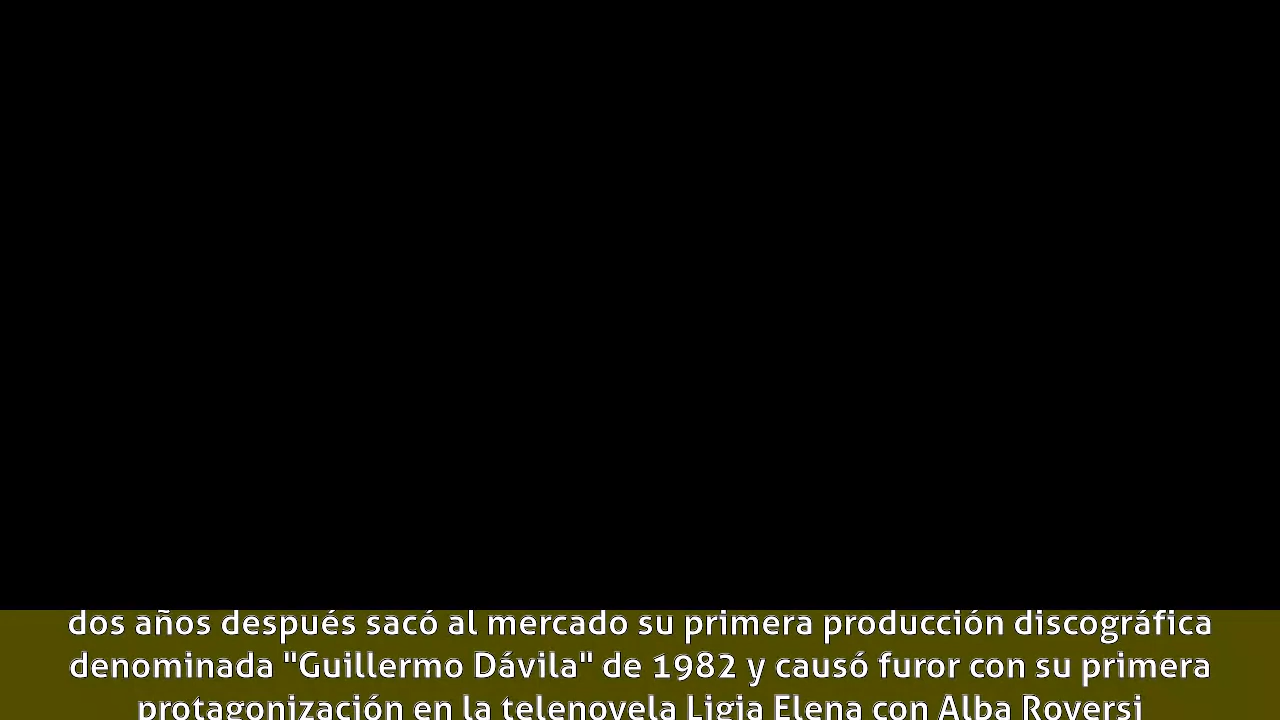 dos años después sacó al mercado su primera producción discográfica
denominada "Guillermo Dávila" de 1982 y causó furor con su primera
protagonización en la telenovela Ligia Elena con Alba Roversi